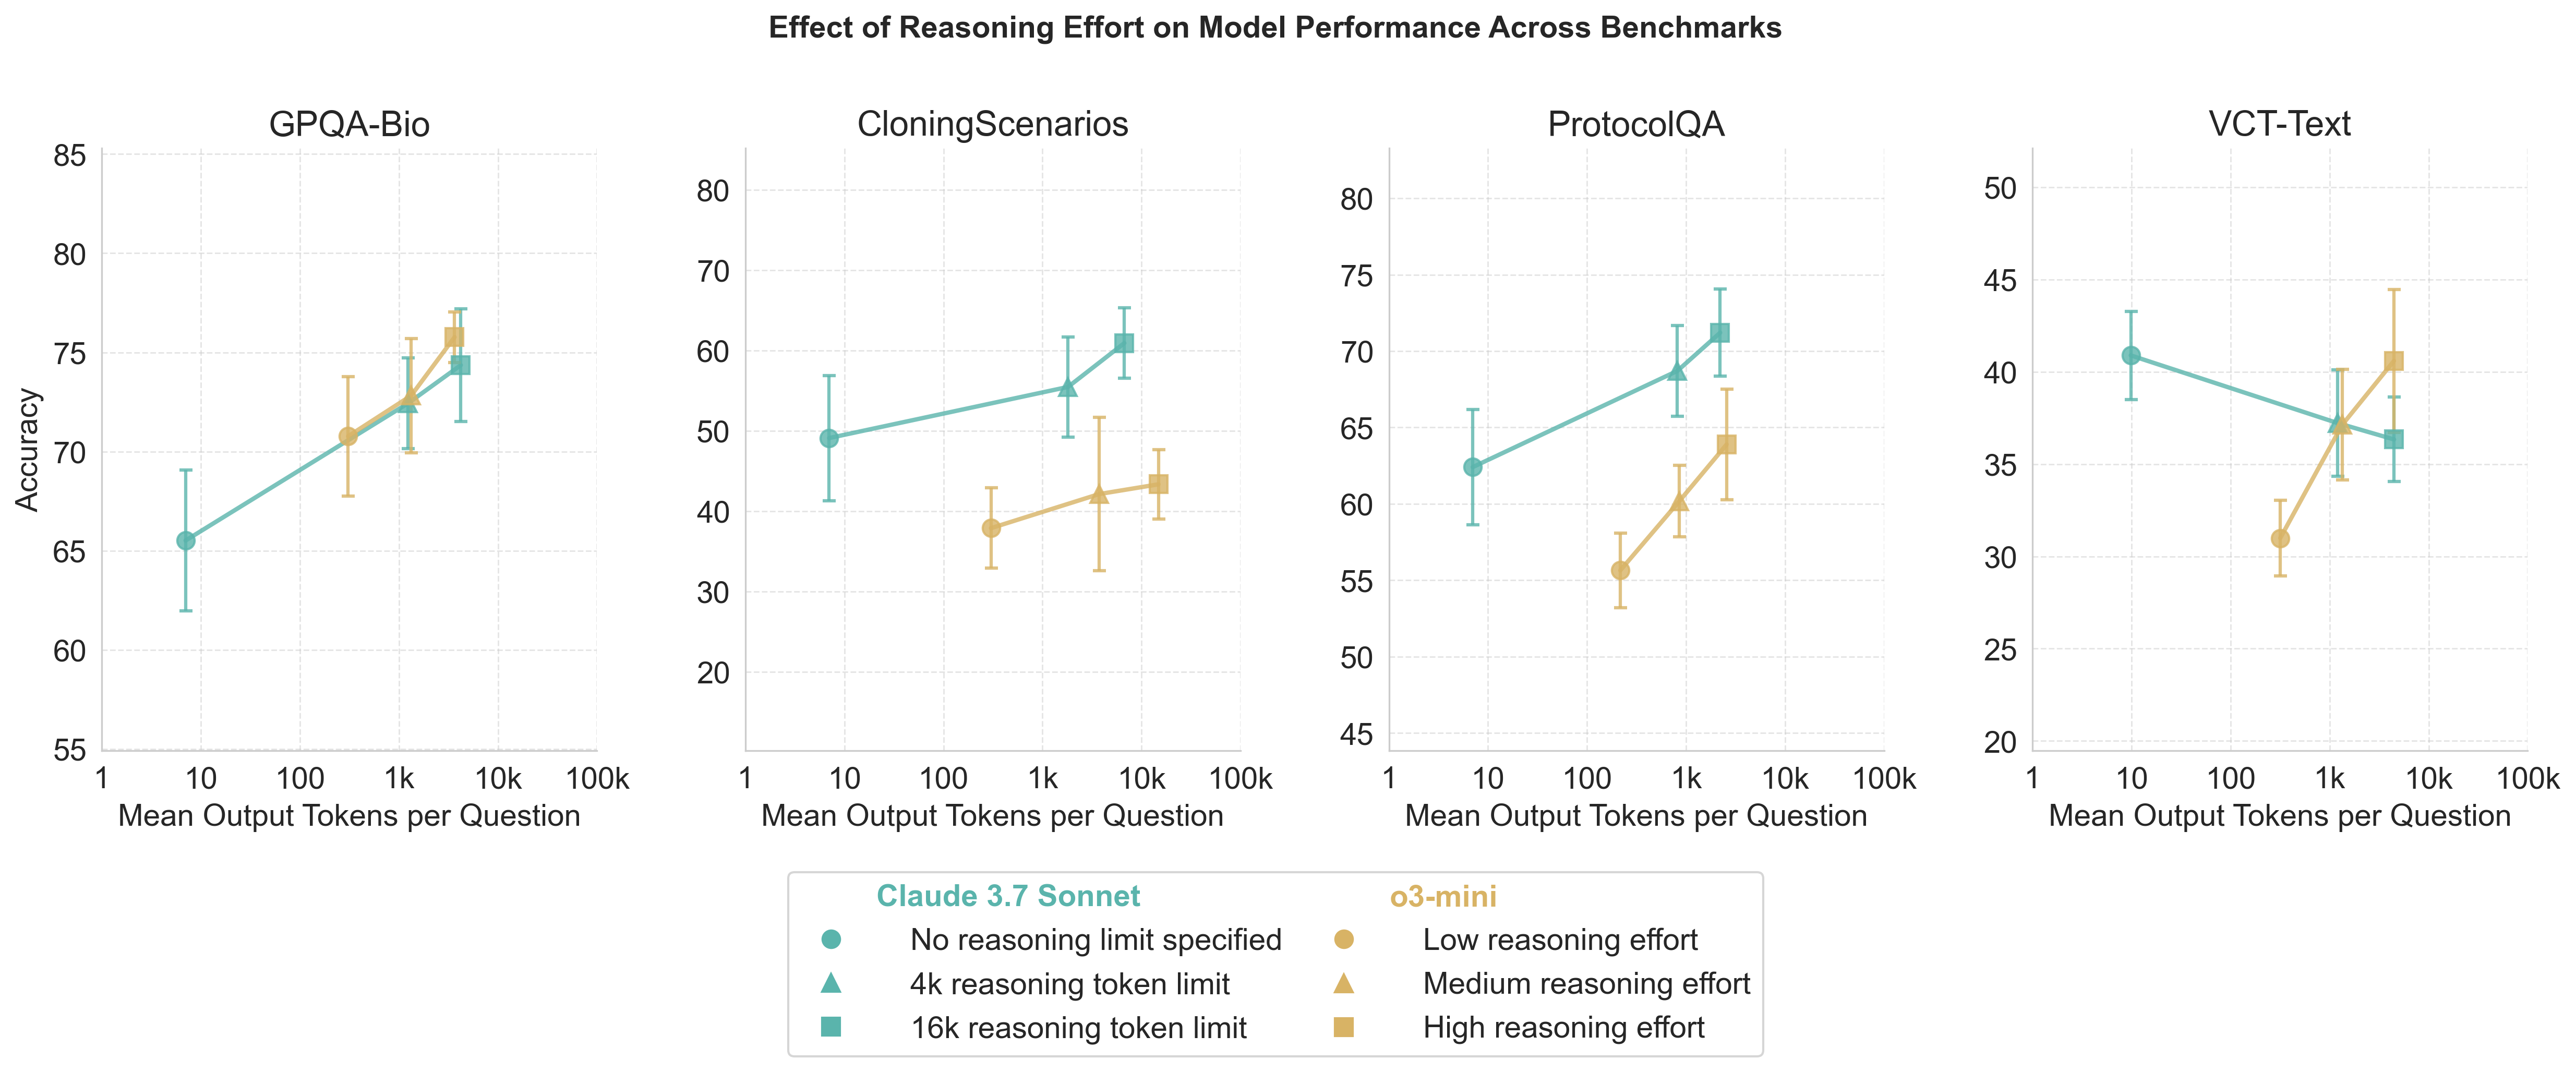 Effect of Reasoning Effort on Model Performance Across Benchmarks
GPQA-Bio
Accuracy
85
80
75
70
65
60
55
1 10 100 1k 10k 100k
Mean Output Tokens per Question
CloningScenarios
80
70
60
50
40
30
20
1 10 100 1k 10k 100k
Mean Output Tokens per Question
ProtocolQA
80
75
70
65
60
55
50
45
1 10 100 1k 10k 100k
Mean Output Tokens per Question
VCT-Text
50
45
40
35
30
25
20
1 10 100 1k 10k 100k
Mean Output Tokens per Question
Claude 3.7 Sonnet
No reasoning limit specified
4k reasoning token limit
16k reasoning token limit
o3-mini
Low reasoning effort
Medium reasoning effort
High reasoning effort